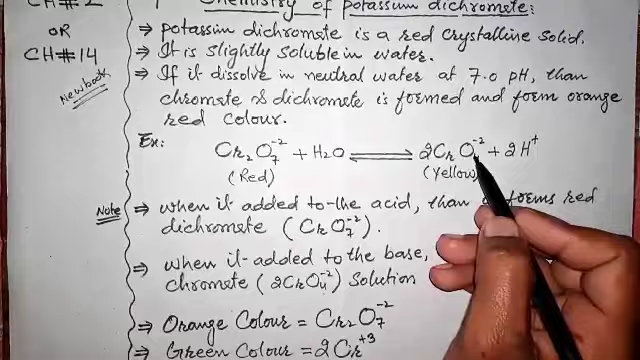 CH#2
Chemistry of potassium dichromate:
OR
CH#14
New book
⇒ potassim dichromate is a red crystalline solid.
⇒ It is slightly soluble in water.
⇒ If it dissolve in neutral water at 7.0 pH, than
chromate & dichromate is formed and form orange
red colour.
Ex: Cr₂O₇⁻² + H₂O ⇌ 2CrO₄⁻² + 2H⁺
(Red) (Yellow)
Note ⇒ when it added to the acid, than forms red
dichromate (CrO₇⁻²).
⇒ when it added to the base,
chromate (2CrO₄⁻²) Solution
⇒ Orange Colour = Cr₂O₇⁻²
⇒ Green Colour = 2Cr⁺³